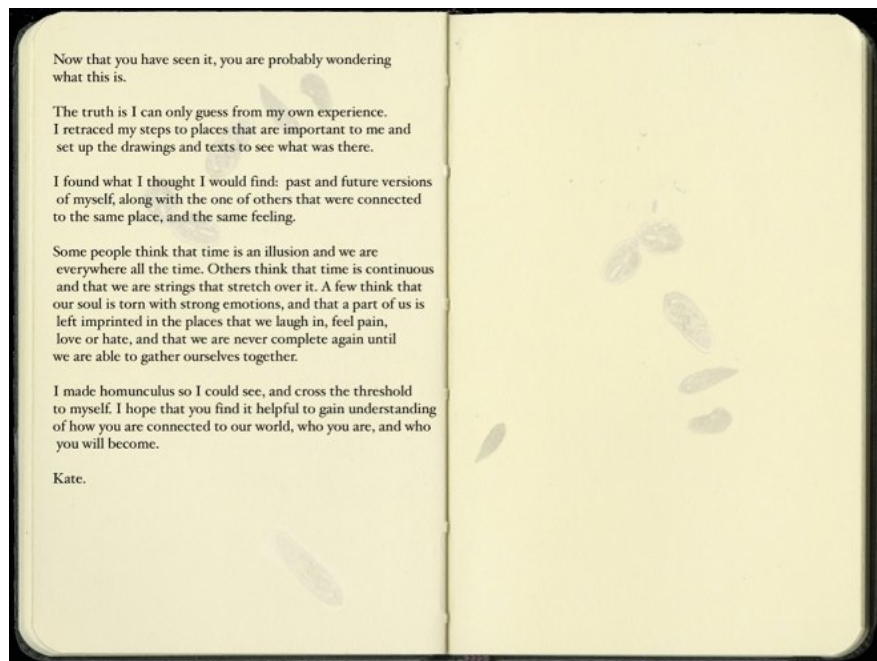 Now that you have seen it, you are probably wondering
what this is.
The truth is I can only guess from my own experience.
I retraced my steps to places that are important to me and
set up the drawings and texts to see what was there.
I found what I thought I would find:  past and future versions
of myself, along with the one of others that were connected
to the same place, and the same feeling.
Some people think that time is an illusion and we are
everywhere all the time. Others think that time is continuous
and that we are strings that stretch over it. A few think that
our soul is torn with strong emotions, and that a part of us is
left imprinted in the places that we laugh in, feel pain,
love or hate, and that we are never complete again until
we are able to gather ourselves together.
I made homunculus so I could see, and cross the threshold
to myself. I hope that you find it helpful to gain understanding
of how you are connected to our world, who you are, and who
you will become.
Kate.